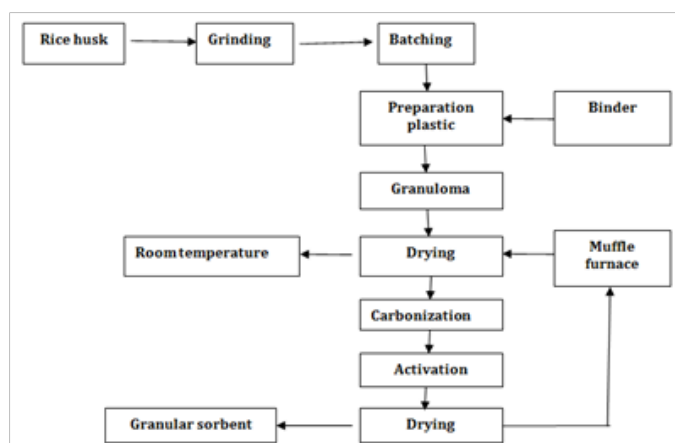 Rice husk
Grinding
Batching
Preparation
plastic
Binder
Granuloma
Room temperature
Drying
Muffle
furnace
Carbonization
Activation
Granular sorbent
Drying